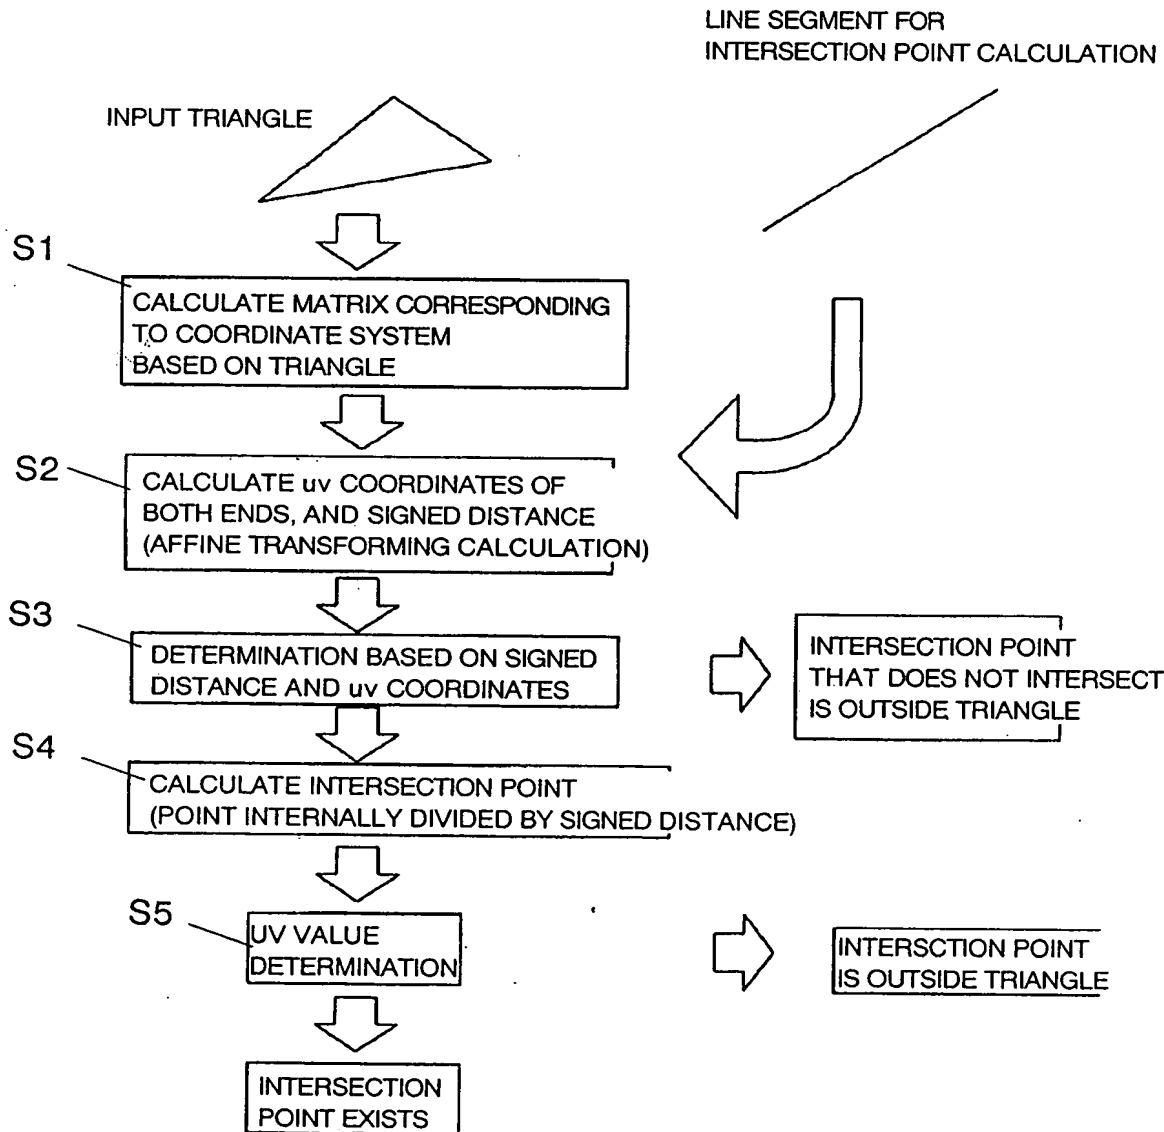 LINE SEGMENT FOR
INTERSECTION POINT CALCULATION
INPUT TRIANGLE
S1
CALCULATE MATRIX CORRESPONDING
TO COORDINATE SYSTEM
BASED ON TRIANGLE
S2
CALCULATE uv COORDINATES OF
BOTH ENDS, AND SIGNED DISTANCE
(AFFINE TRANSFORMING CALCULATION)
S3
DETERMINATION BASED ON SIGNED
DISTANCE AND uv COORDINATES
INTERSECTION POINT
THAT DOES NOT INTERSECT
IS OUTSIDE TRIANGLE
S4
CALCULATE INTERSECTION POINT
(POINT INTERNALLY DIVIDED BY SIGNED DISTANCE)
S5
UV VALUE
DETERMINATION
INTERSCTION POINT
IS OUTSIDE TRIANGLE
INTERSECTION
POINT EXISTS